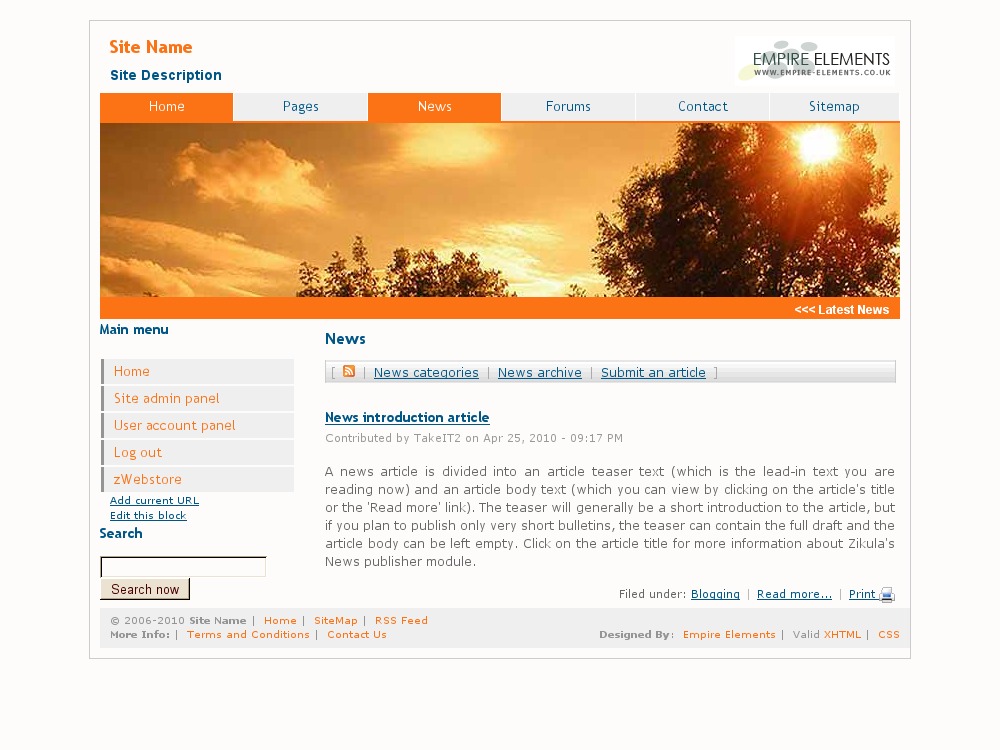 Site Name
Site Description
EMPIRE ELEMENTS
WWW.EMPIRE-ELEMENTS.CO.UK
Home Pages News Forums Contact Sitemap
<<< Latest News
Main menu
Home
Site admin panel
User account panel
Log out
zWebstore
Add current URL
Edit this block
Search
Search now
News
[ | News categories | News archive | Submit an article ]
News introduction article
Contributed by TakeIT2 on Apr 25, 2010 - 09:17 PM
A news article is divided into an article teaser text (which is the lead-in text you are
reading now) and an article body text (which you can view by clicking on the article's title
or the 'Read more' link). The teaser will generally be a short introduction to the article, but
if you plan to publish only very short bulletins, the teaser can contain the full draft and the
article body can be left empty. Click on the article title for more information about Zikula's
News publisher module.
Filed under: Blogging | Read more... | Print
© 2006-2010 Site Name | Home | SiteMap | RSS Feed
More Info: | Terms and Conditions | Contact Us
Designed By: Empire Elements | Valid XHTML | CSS